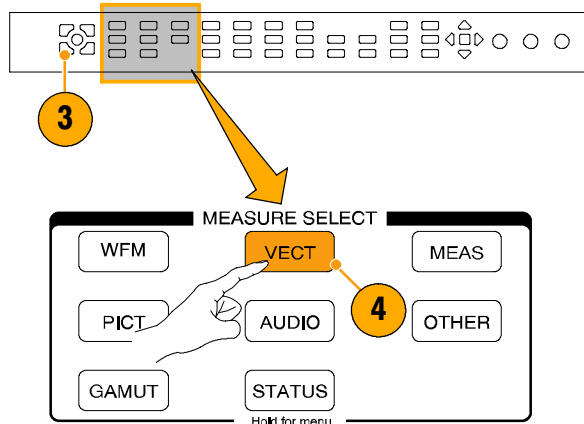 3
MEASURE SELECT
WFM VECT MEAS
4
PICT AUDIO OTHER
GAMUT STATUS
Hold for menu